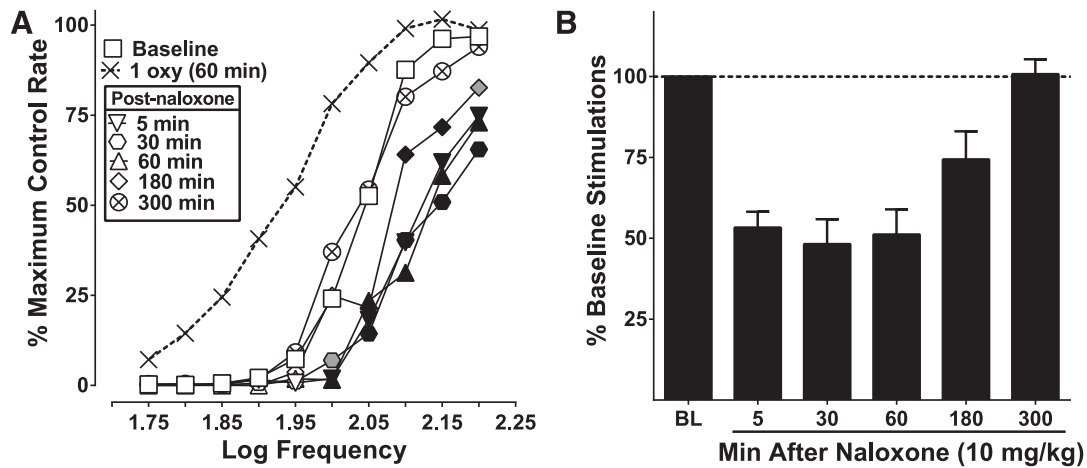 A
% Maximum Control Rate
100
75
50
25
0
Baseline
1 oxy (60 min)
Post-naloxone
5 min
30 min
60 min
180 min
300 min
1.75
1.85
1.95
2.05
2.15
2.25
Log Frequency
B
% Baseline Stimulations
100
75
50
25
BL
5
30
60
180
300
Min After Naloxone (10 mg/kg)